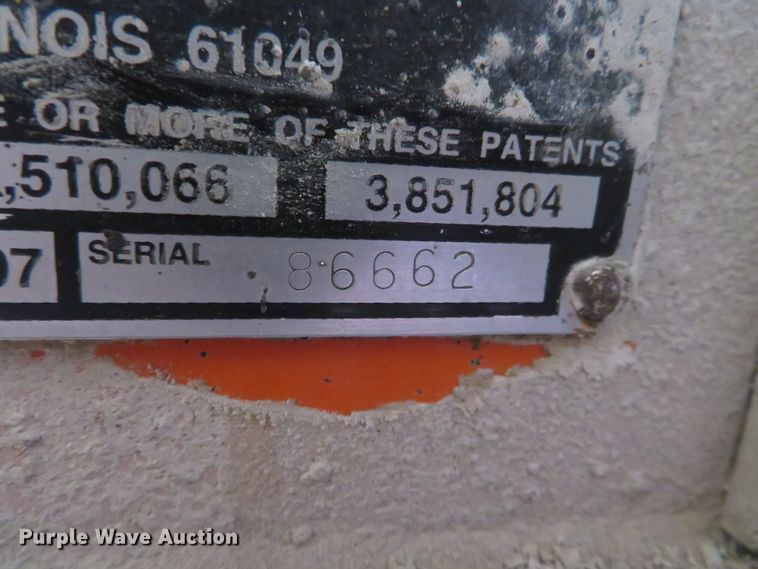 NOIS 61049
E OR MORE OF THESE PATENTS
,510,066 3,851,804
07 SERIAL 86662
Purple Wave Auction